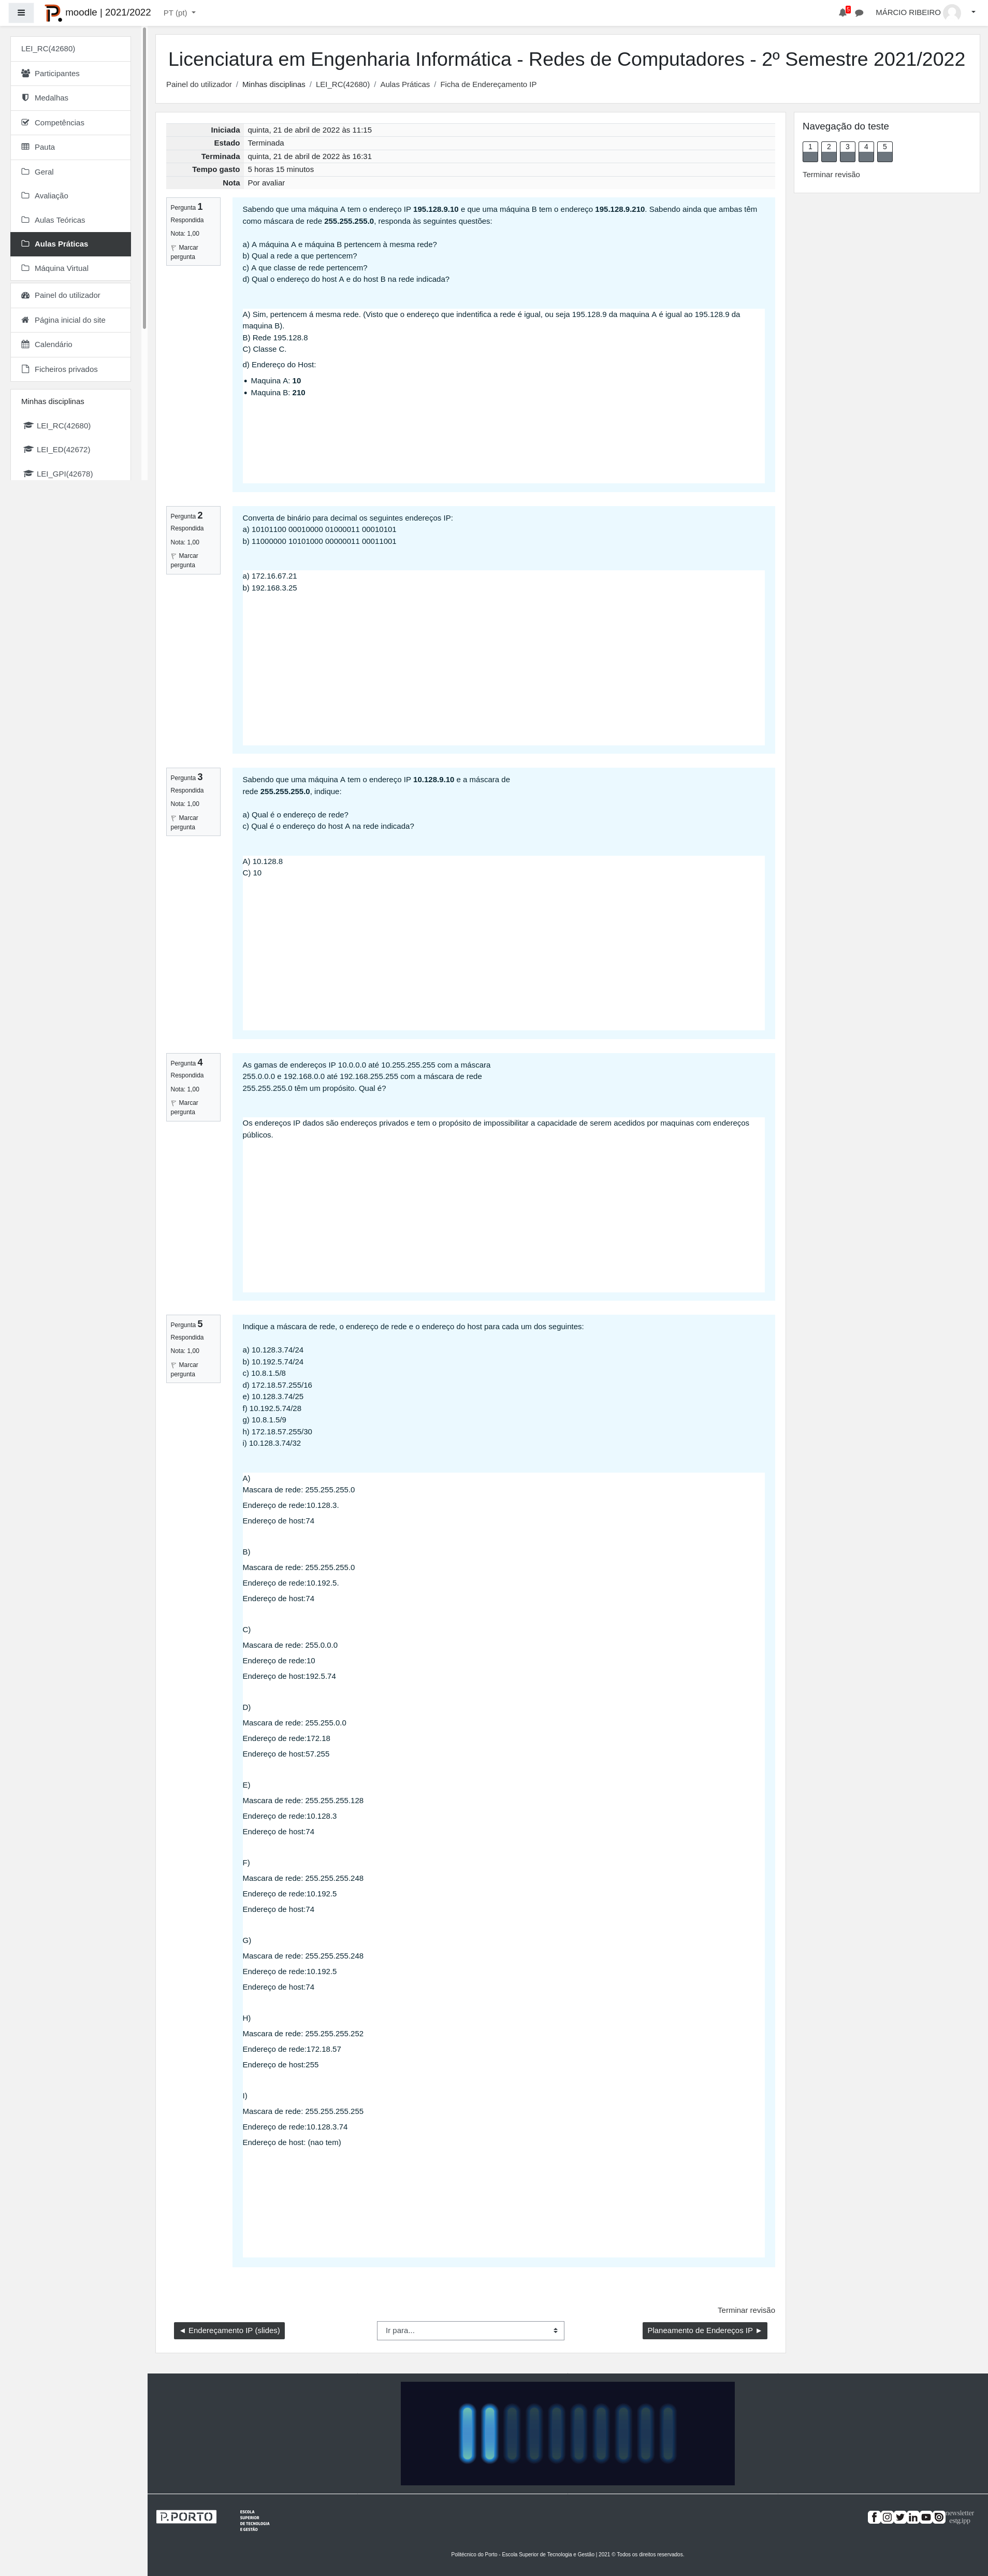 moodle | 2021/2022
PT (pt)
MÁRCIO RIBEIRO
LEI_RC(42680)
Participantes
Medalhas
Competências
Pauta
Geral
Avaliação
Aulas Teóricas
Aulas Práticas
Máquina Virtual
Painel do utilizador
Página inicial do site
Calendário
Ficheiros privados
Minhas disciplinas
LEI_RC(42680)
LEI_ED(42672)
LEI_GPI(42678)
Licenciatura em Engenharia Informática - Redes de Computadores - 2º Semestre 2021/2022
Painel do utilizador / Minhas disciplinas / LEI_RC(42680) / Aulas Práticas / Ficha de Endereçamento IP
Iniciada quinta, 21 de abril de 2022 às 11:15
Estado Terminada
Terminada quinta, 21 de abril de 2022 às 16:31
Tempo gasto 5 horas 15 minutos
Nota Por avaliar
Pergunta 1
Respondida
Nota: 1,00
Marcar
pergunta
Sabendo que uma máquina A tem o endereço IP 195.128.9.10 e que uma máquina B tem o endereço 195.128.9.210. Sabendo ainda que ambas têm
como máscara de rede 255.255.255.0, responda às seguintes questões:
a) A máquina A e máquina B pertencem à mesma rede?
b) Qual a rede a que pertencem?
c) A que classe de rede pertencem?
d) Qual o endereço do host A e do host B na rede indicada?
A) Sim, pertencem á mesma rede. (Visto que o endereço que indentifica a rede é igual, ou seja 195.128.9 da maquina A é igual ao 195.128.9 da
maquina B).
B) Rede 195.128.8
C) Classe C.
d) Endereço do Host:
• Maquina A: 10
• Maquina B: 210
Pergunta 2
Respondida
Nota: 1,00
Marcar
pergunta
Converta de binário para decimal os seguintes endereços IP:
a) 10101100 00010000 01000011 00010101
b) 11000000 10101000 00000011 00011001
a) 172.16.67.21
b) 192.168.3.25
Pergunta 3
Respondida
Nota: 1,00
Marcar
pergunta
Sabendo que uma máquina A tem o endereço IP 10.128.9.10 e a máscara de
rede 255.255.255.0, indique:
a) Qual é o endereço de rede?
c) Qual é o endereço do host A na rede indicada?
A) 10.128.8
C) 10
Pergunta 4
Respondida
Nota: 1,00
Marcar
pergunta
As gamas de endereços IP 10.0.0.0 até 10.255.255.255 com a máscara
255.0.0.0 e 192.168.0.0 até 192.168.255.255 com a máscara de rede
255.255.255.0 têm um propósito. Qual é?
Os endereços IP dados são endereços privados e tem o propósito de impossibilitar a capacidade de serem acedidos por maquinas com endereços
públicos.
Pergunta 5
Respondida
Nota: 1,00
Marcar
pergunta
Indique a máscara de rede, o endereço de rede e o endereço do host para cada um dos seguintes:
a) 10.128.3.74/24
b) 10.192.5.74/24
c) 10.8.1.5/8
d) 172.18.57.255/16
e) 10.128.3.74/25
f) 10.192.5.74/28
g) 10.8.1.5/9
h) 172.18.57.255/30
i) 10.128.3.74/32
A)
Mascara de rede: 255.255.255.0
Endereço de rede:10.128.3.
Endereço de host:74
B)
Mascara de rede: 255.255.255.0
Endereço de rede:10.192.5.
Endereço de host:74
C)
Mascara de rede: 255.0.0.0
Endereço de rede:10
Endereço de host:192.5.74
D)
Mascara de rede: 255.255.0.0
Endereço de rede:172.18
Endereço de host:57.255
E)
Mascara de rede: 255.255.255.128
Endereço de rede:10.128.3
Endereço de host:74
F)
Mascara de rede: 255.255.255.248
Endereço de rede:10.192.5
Endereço de host:74
G)
Mascara de rede: 255.255.255.248
Endereço de rede:10.192.5
Endereço de host:74
H)
Mascara de rede: 255.255.255.252
Endereço de rede:172.18.57
Endereço de host:255
I)
Mascara de rede: 255.255.255.255
Endereço de rede:10.128.3.74
Endereço de host: (nao tem)
Terminar revisão
◄ Endereçamento IP (slides)
Ir para...
Planeamento de Endereços IP ►
Navegação do teste
1 2 3 4 5
Terminar revisão
P.PORTO
ESCOLA
SUPERIOR
DE TECNOLOGIA
E GESTÃO
newsletter
estg.ipp
Politécnico do Porto - Escola Superior de Tecnologia e Gestão | 2021 © Todos os direitos reservados.